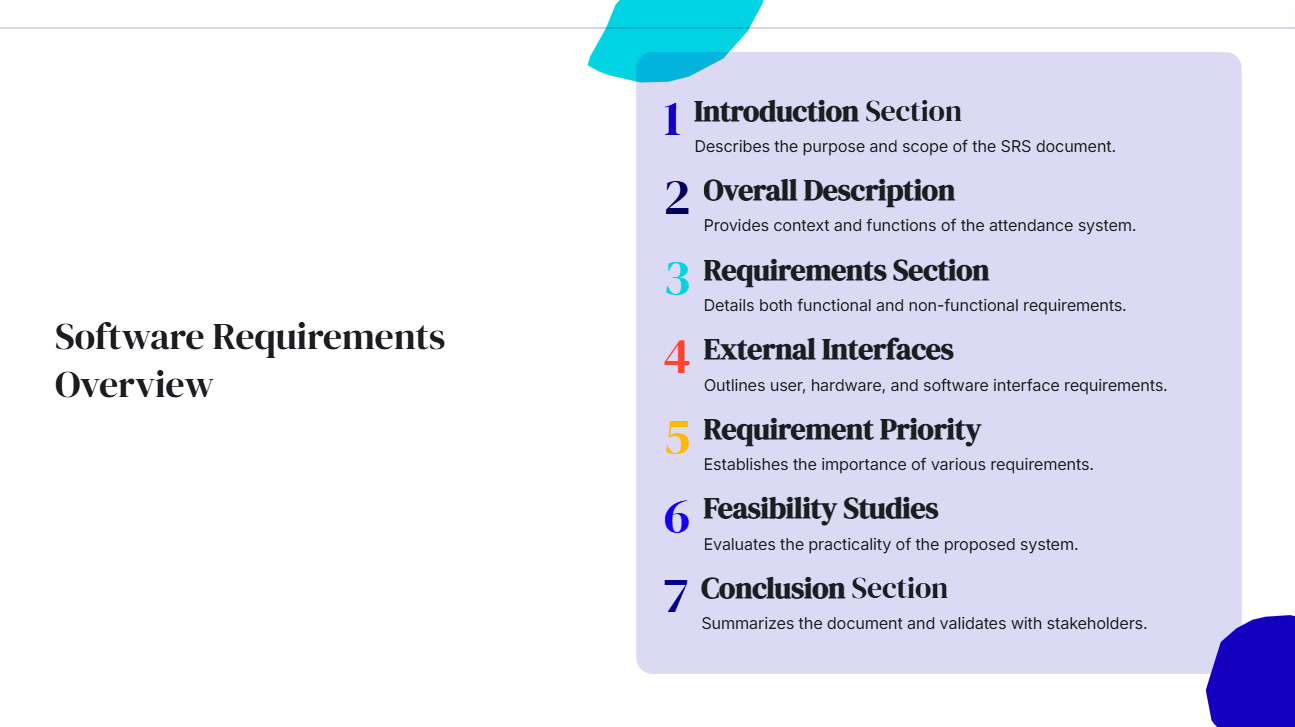 Software Requirements
Overview
1 Introduction Section
Describes the purpose and scope of the SRS document.
2 Overall Description
Provides context and functions of the attendance system.
3 Requirements Section
Details both functional and non-functional requirements.
4 External Interfaces
Outlines user, hardware, and software interface requirements.
5 Requirement Priority
Establishes the importance of various requirements.
6 Feasibility Studies
Evaluates the practicality of the proposed system.
7 Conclusion Section
Summarizes the document and validates with stakeholders.